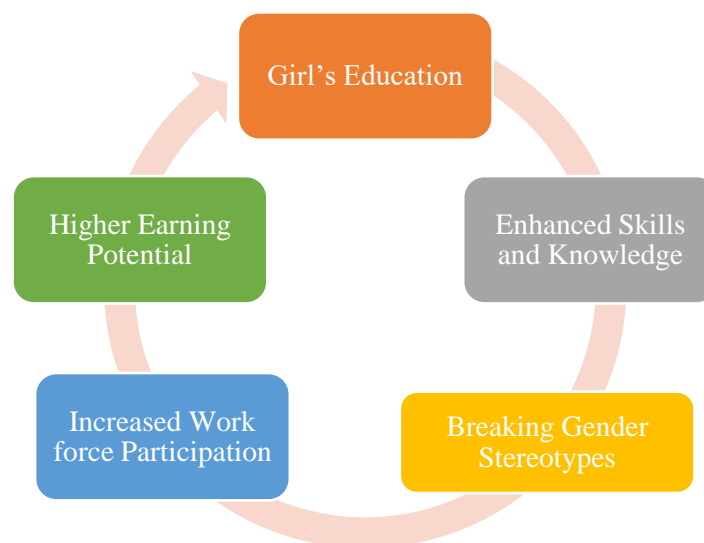 Girl’s Education
Enhanced Skills
and Knowledge
Breaking Gender
Stereotypes
Increased Work
force Participation
Higher Earning
Potential